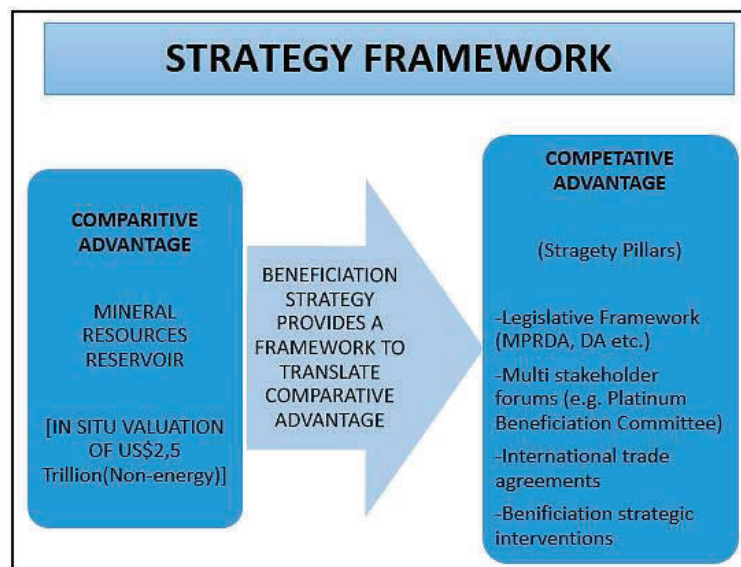 STRATEGY FRAMEWORK
COMPARITIVE
ADVANTAGE
MINERAL
RESOURCES
RESERVOIR
[IN SITU VALUATION
OF US$2,5
Trillion(Non-energy)]
BENEFICIATION
STRATEGY
PROVIDES A
FRAMEWORK TO
TRANSLATE
COMPARATIVE
ADVANTAGE
COMPETATIVE
ADVANTAGE
(Stragety Pillars)
-Legislative Framework
(MPRDA, DA etc.)
-Multi stakeholder
forums (e.g. Platinum
Beneficiation Committee)
-International trade
agreements
-Benificiation strategic
interventions